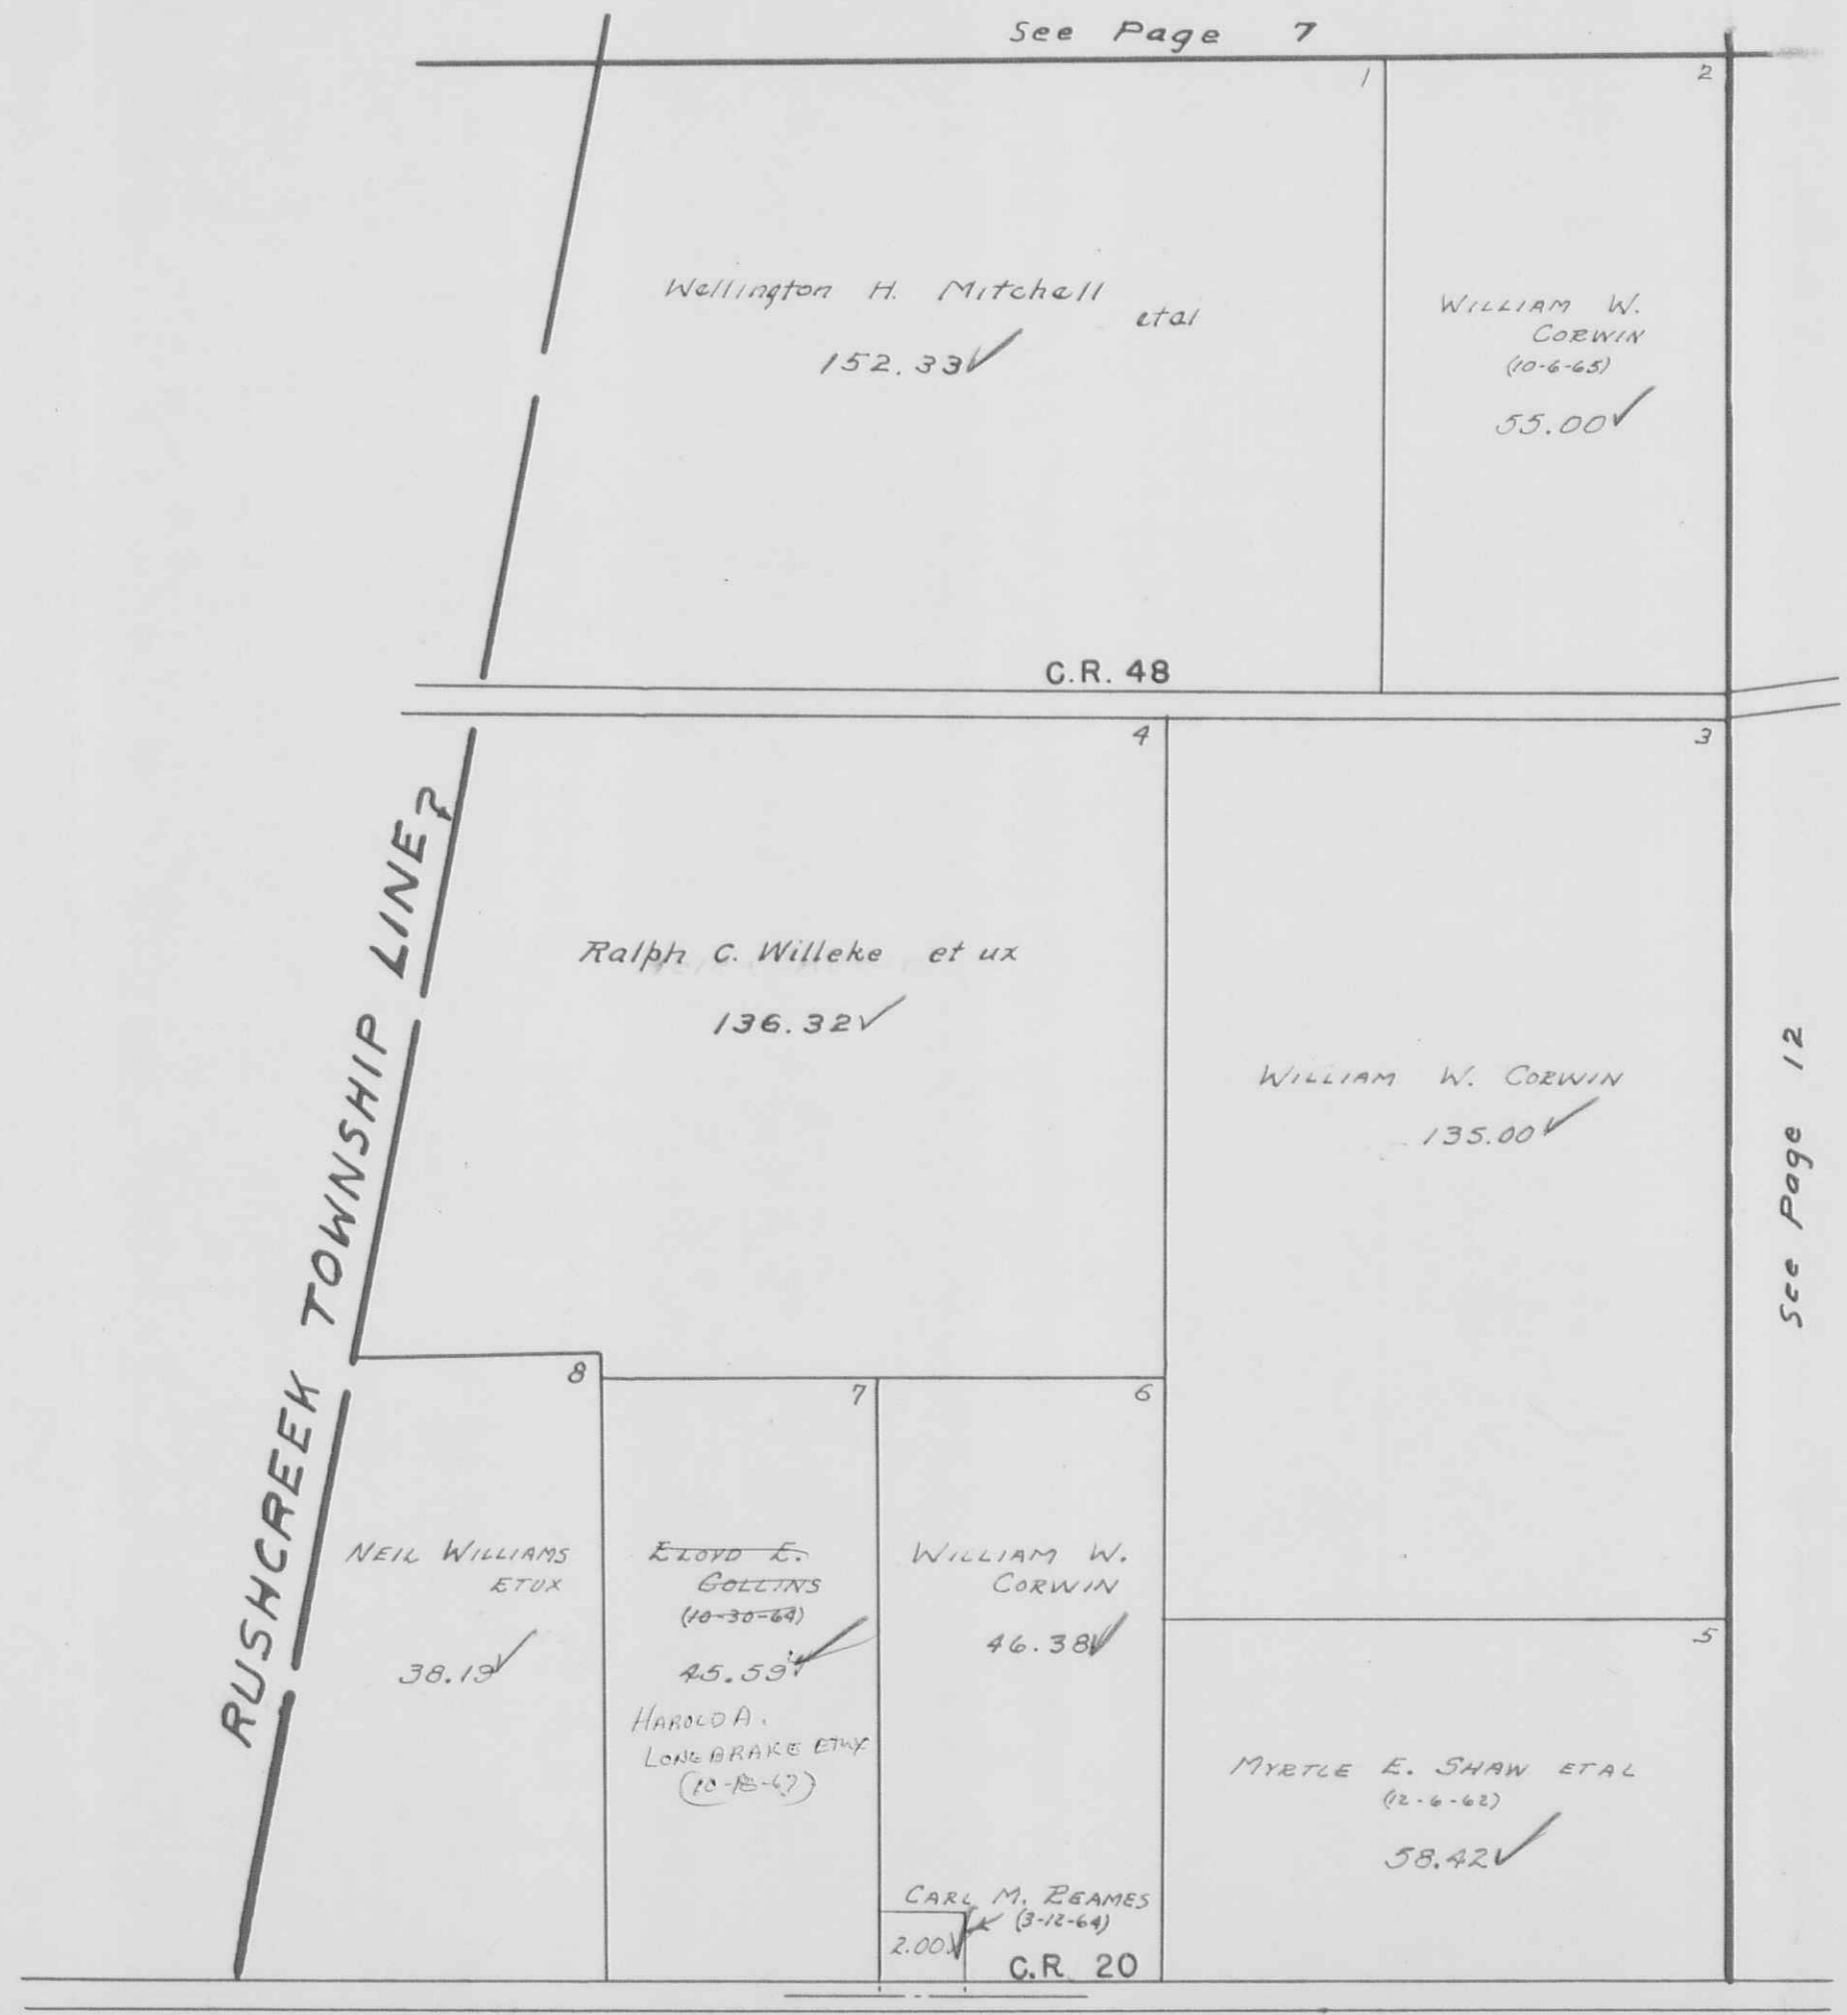 See Page 7
1
2
Wellington H. Mitchell
etal
152.33✓
WILLIAM W.
CORWIN
(10-6-65)
55.00✓
C.R. 48
4
3
RUSHCREEK TOWNSHIP LINE
Ralph C. Willeke et ux
136.32✓
WILLIAM W. CORWIN
135.00✓
See Page 12
8
7
6
5
NEIL WILLIAMS
ETUX
38.19✓
GOLLINS
(10-30-64)
45.59✓
HAROLD A.
LONGBRAKE ETUX
WILLIAM W.
CORWIN
46.38✓
CARL M. REAMES
(3-12-64)
2.00✓
C.R. 20
MYRTLE E. SHAW ETAL
(12-6-62)
58.42✓